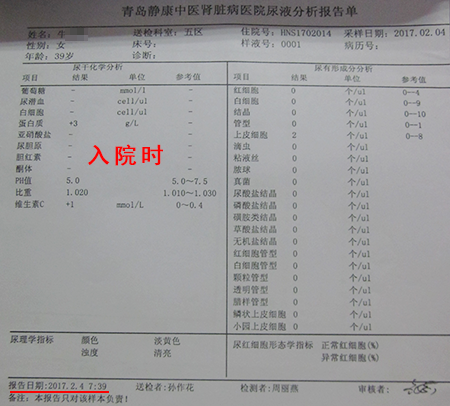 青岛静康中医肾脏病医院尿液分析报告单
姓名: 牛 送检科室: 五区 住院号: HNS1702014 采样日期: 2017.02.04
性别: 女 床号: 样液号: 0001 病历号:
年龄: 39岁 诊断:
尿干化学分析 尿有形成分分析
项目 结果 单位 参考值 项目 结果 单位 参考值
葡萄糖 - mmol/l 红细胞 0 个/ul 0—4
尿潜血 - cell/ul 白细胞 0 个/ul 0—9
白细胞 - cell/ul 结晶 0 个/ul 0—10
蛋白质 +3 g/L 管型 0 个/ul 0—1
亚硝酸盐 - 上皮细胞 2 个/ul 0—8
尿胆原 - 滴虫 0 个/ul
胆红素 - 粘液丝 0 个/ul
酮体 - 脓球 0 个/ul
入院时
PH值 5.0 5.0～7.5 真菌 0 个/ul
比重 1.020 1.010～1.030 尿酸盐结晶 0 个/ul
维生素C +1 mmol/L 0～0.4 磷酸盐结晶 0 个/ul
磺胺类结晶 0 个/ul
草酸盐结晶 0 个/ul
无机盐结晶 0 个/ul
红细胞管型 0 个/ul
白细胞管型 0 个/ul
颗粒管型 0 个/ul
透明管型 0 个/ul
腊样管型 0 个/ul
鳞状上皮细胞 0 个/ul
小园上皮细胞 0 个/ul
尿理学指标 颜色 淡黄色 尿红细胞形态学指标 正常红细胞(%)
浊度 清亮 异常红细胞(%)
报告日期:2017.2.4 7:39 送检者: 孙作花 检测者: 周丽燕 审核者:
备注: 本报告只对该样本负责!